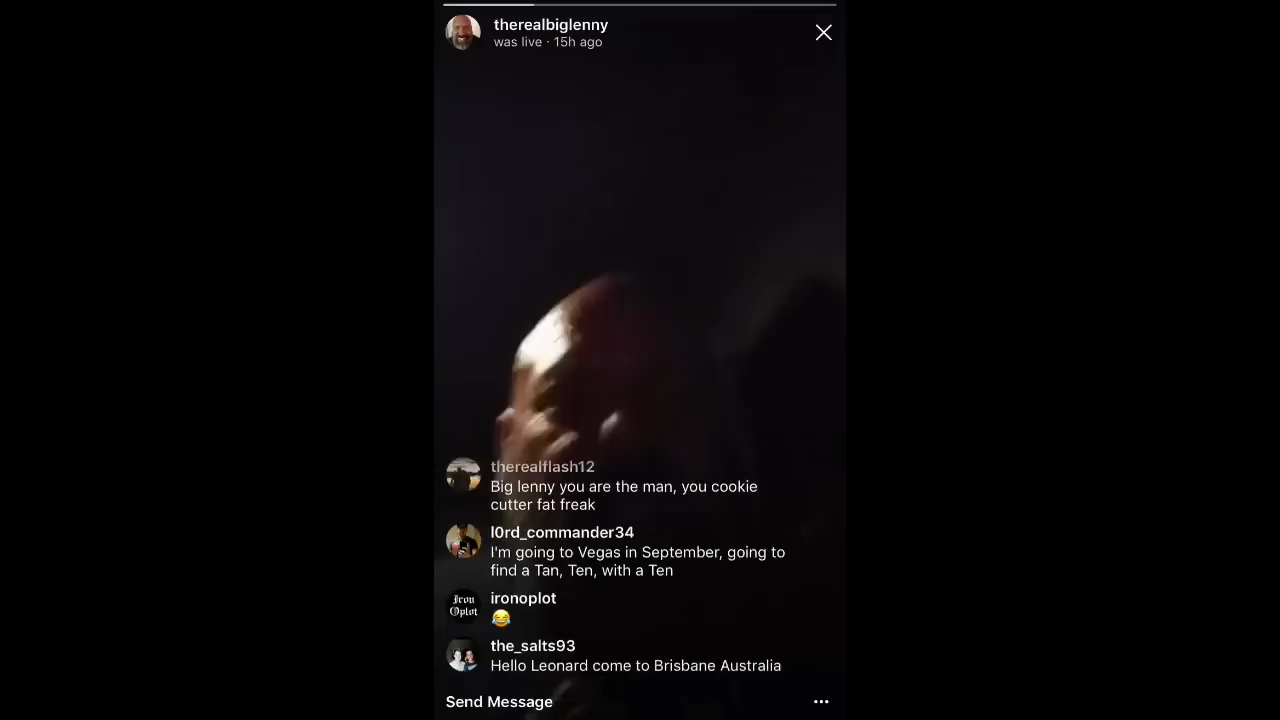 therealbiglenny
was live · 15h ago
therealflash12
Big lenny you are the man, you cookie
cutter fat freak
l0rd_commander34
I'm going to Vegas in September, going to
find a Tan, Ten, with a Ten
Iron
Oplot
ironoplot
😂
the_salts93
Hello Leonard come to Brisbane Australia
Send Message